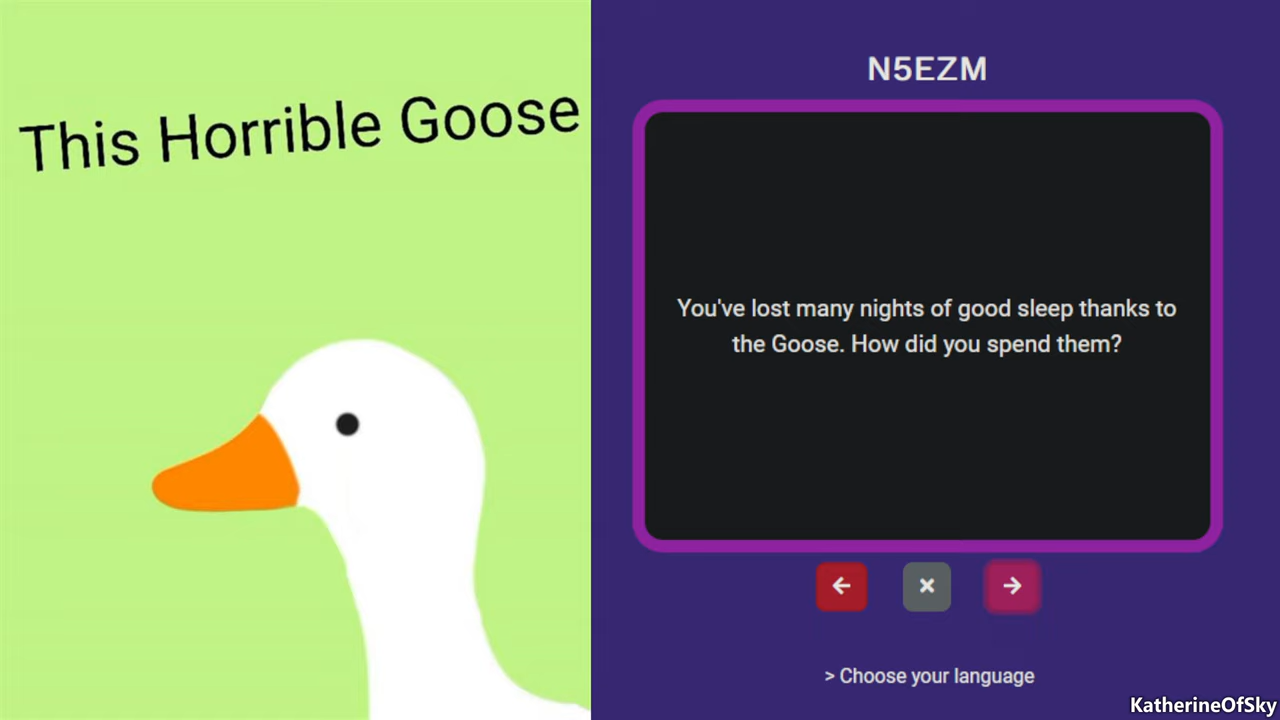 This Horrible Goose
N5EZM
You've lost many nights of good sleep thanks to
the Goose. How did you spend them?
> Choose your language
KatherineOfSky